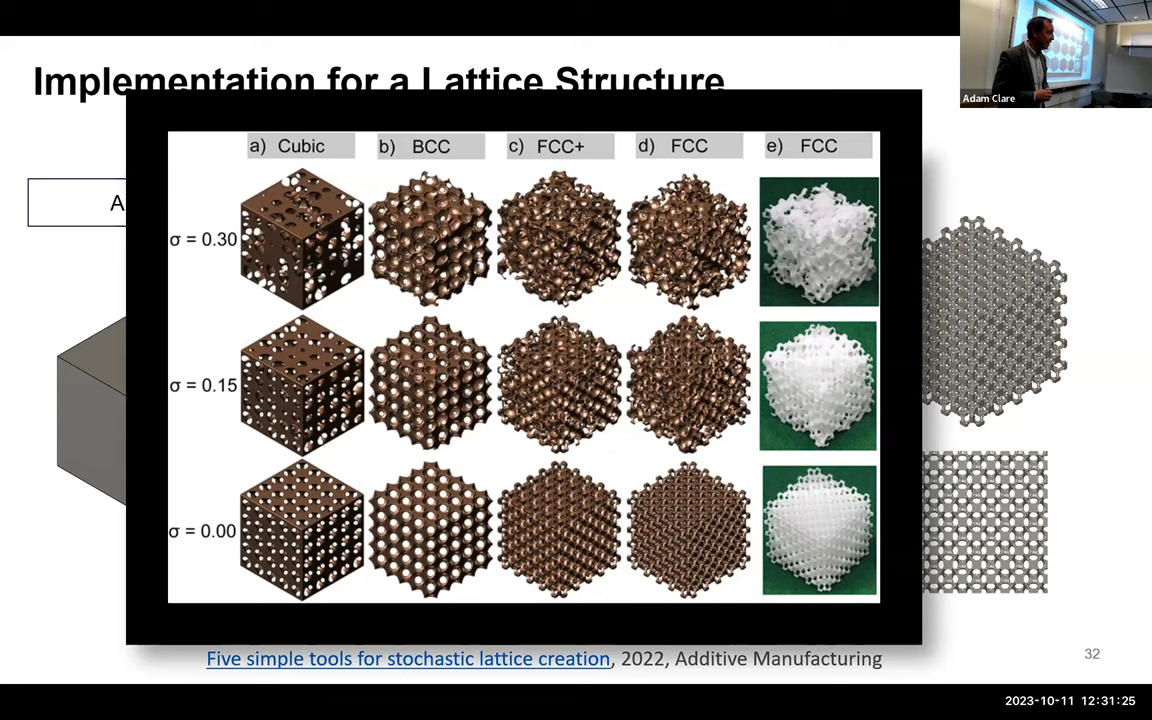 Adam Clare
Implementation for a Lattice Structure
A
a) Cubic b) BCC c) FCC+ d) FCC e) FCC
σ = 0.30
σ = 0.15
σ = 0.00
Five simple tools for stochastic lattice creation, 2022, Additive Manufacturing
32
2023-10-11 12:31:25